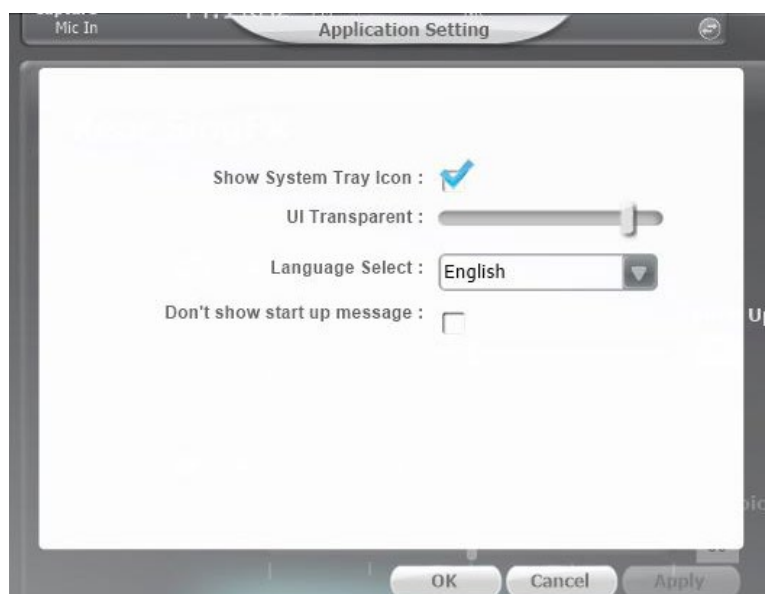 Mic In
Application Setting
Show System Tray Icon :
UI Transparent :
Language Select :
English
Don't show start up message :
OK
Cancel
Apply